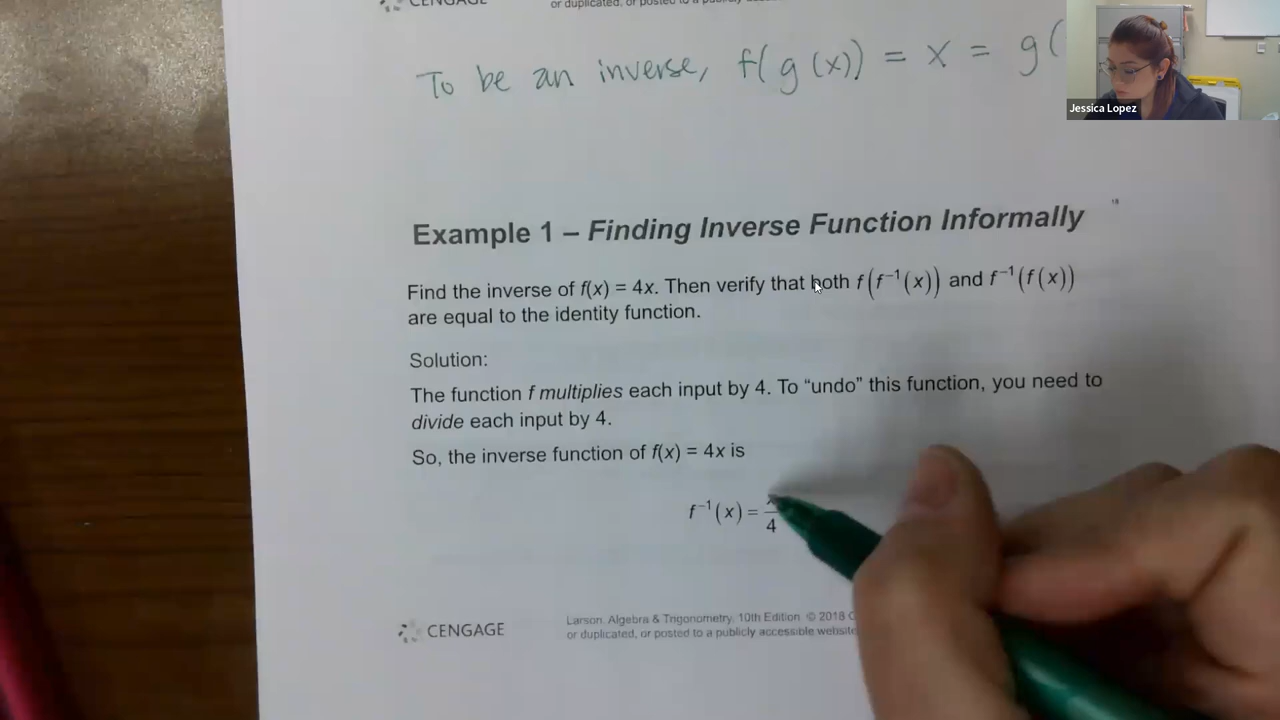 CENGAGE
or duplicated, or posted to a publicly
To be an inverse, f(g(x)) = x = g(
Jessica Lopez
18
Example 1 – Finding Inverse Function Informally
Find the inverse of f(x) = 4x. Then verify that both f(f⁻¹(x)) and f⁻¹(f(x))
are equal to the identity function.
Solution:
The function f multiplies each input by 4. To “undo” this function, you need to
divide each input by 4.
So, the inverse function of f(x) = 4x is
f⁻¹(x) = x/4
CENGAGE
Larson, Algebra & Trigonometry, 10th Edition. © 2018
or duplicated, or posted to a publicly accessible website